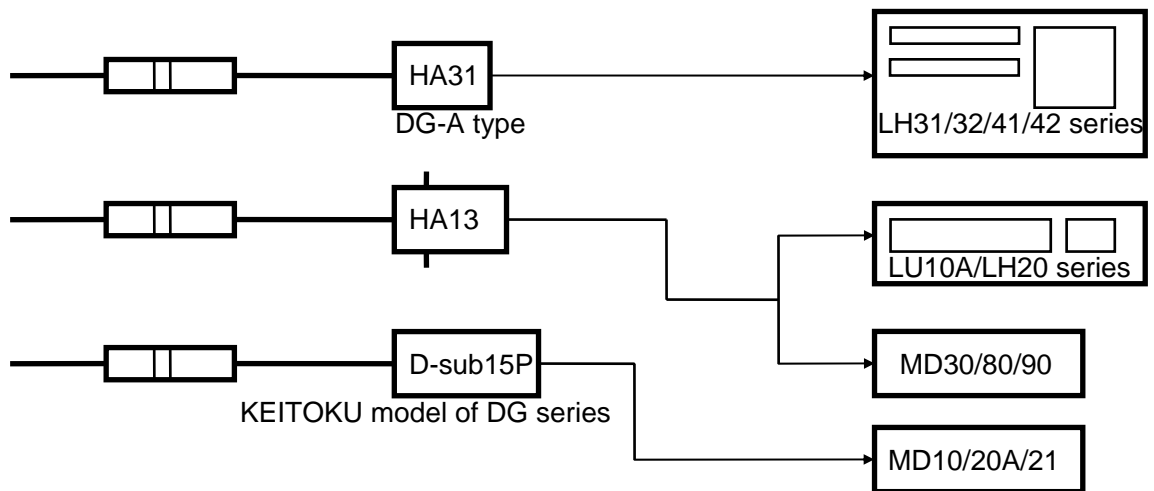 HA31
DG-A type
LH31/32/41/42 series
HA13
LU10A/LH20 series
D-sub15P
KEITOKU model of DG series
MD30/80/90
MD10/20A/21